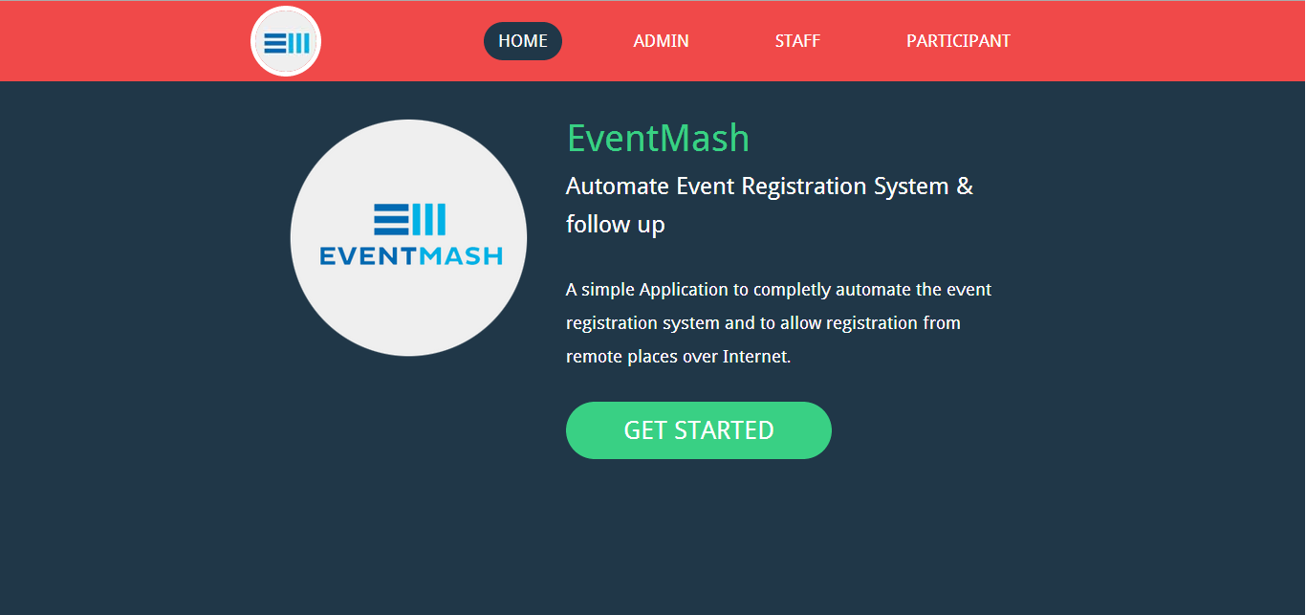 HOME ADMIN STAFF PARTICIPANT
EventMash
Automate Event Registration System &
follow up
EVENTMASH
A simple Application to completly automate the event
registration system and to allow registration from
remote places over Internet.
GET STARTED